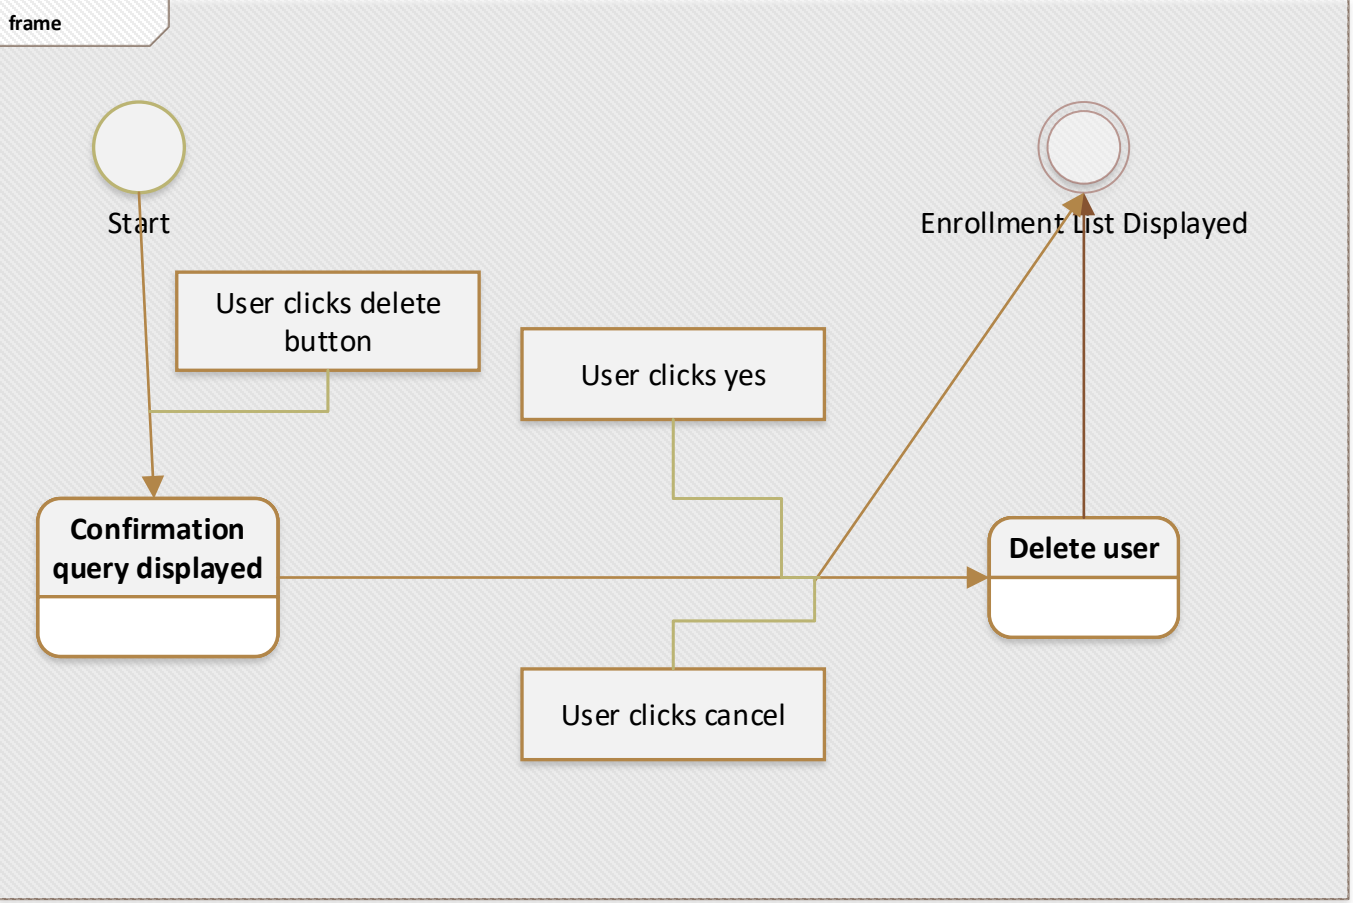 frame
Start
Enrollment List Displayed
User clicks delete
button
User clicks yes
Confirmation
query displayed
Delete user
User clicks cancel